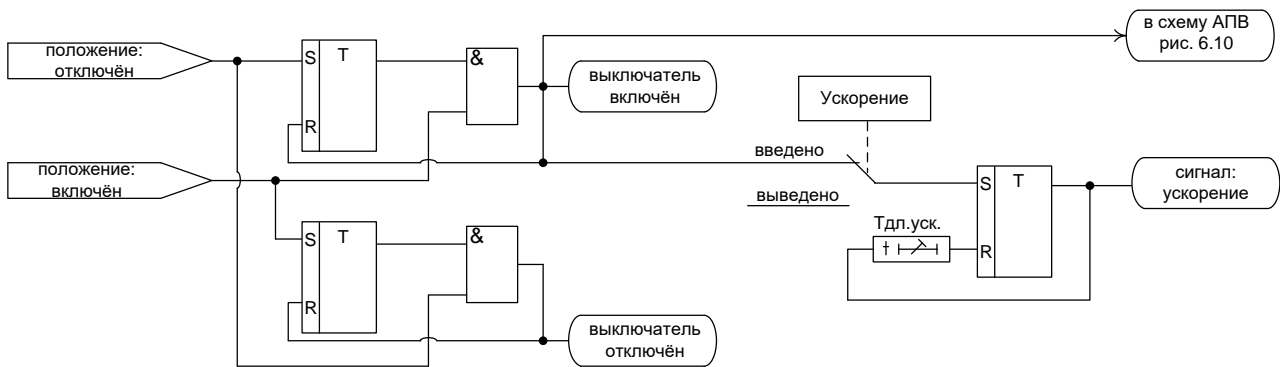 в схему АПВ
рис. 6.10
положение:
отключён
S T
R
&
выключатель
включён
Ускорение
положение:
включён
введено
выведено
S T
R
сигнал:
ускорение
Tдл.уск.
S T
R
&
выключатель
отключён